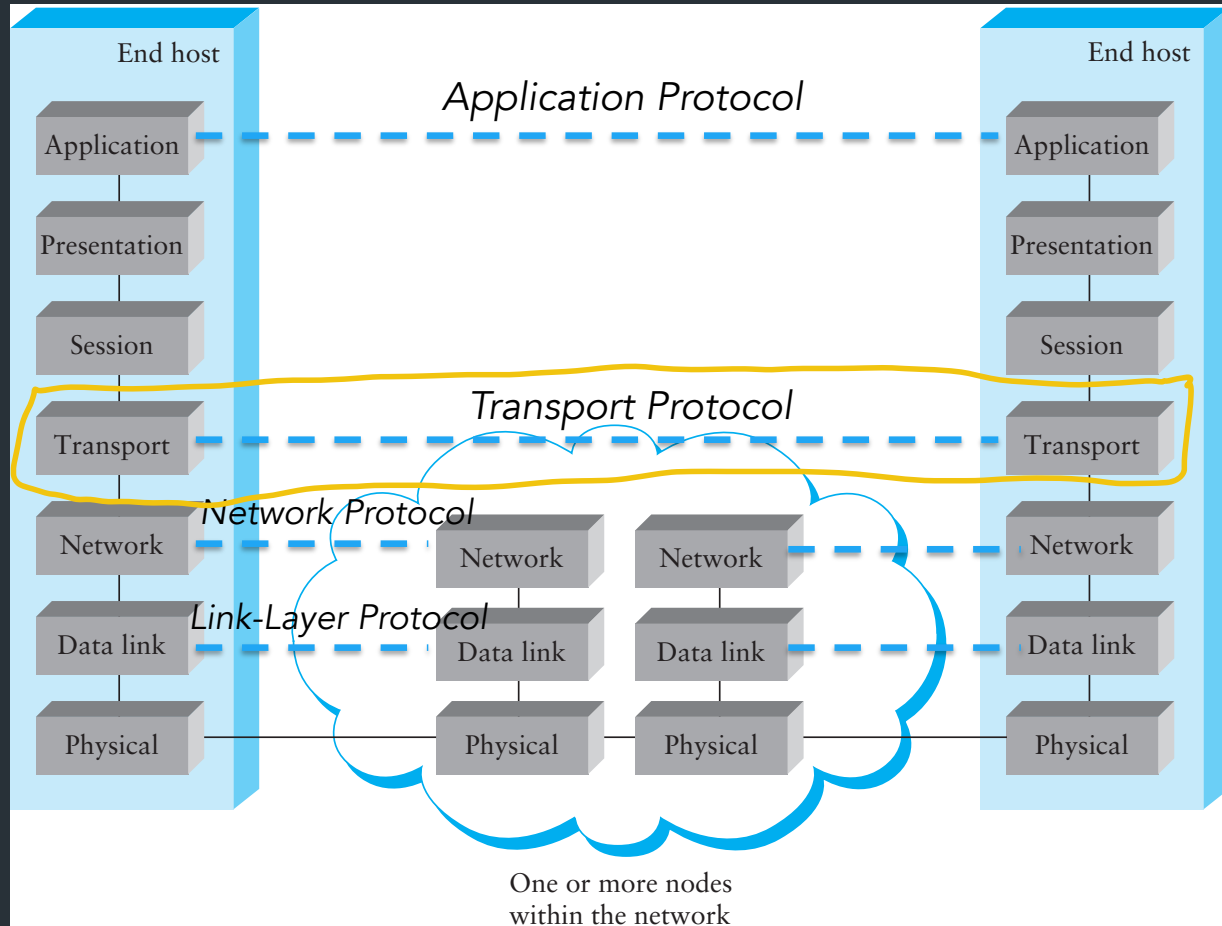 End host
End host
Application Protocol
Application
Application
Presentation
Presentation
Session
Session
Transport Protocol
Transport
Transport
Network Protocol
Network
Network
Network
Network
Link-Layer Protocol
Data link
Data link
Data link
Data link
Physical
Physical
Physical
Physical
One or more nodes
within the network